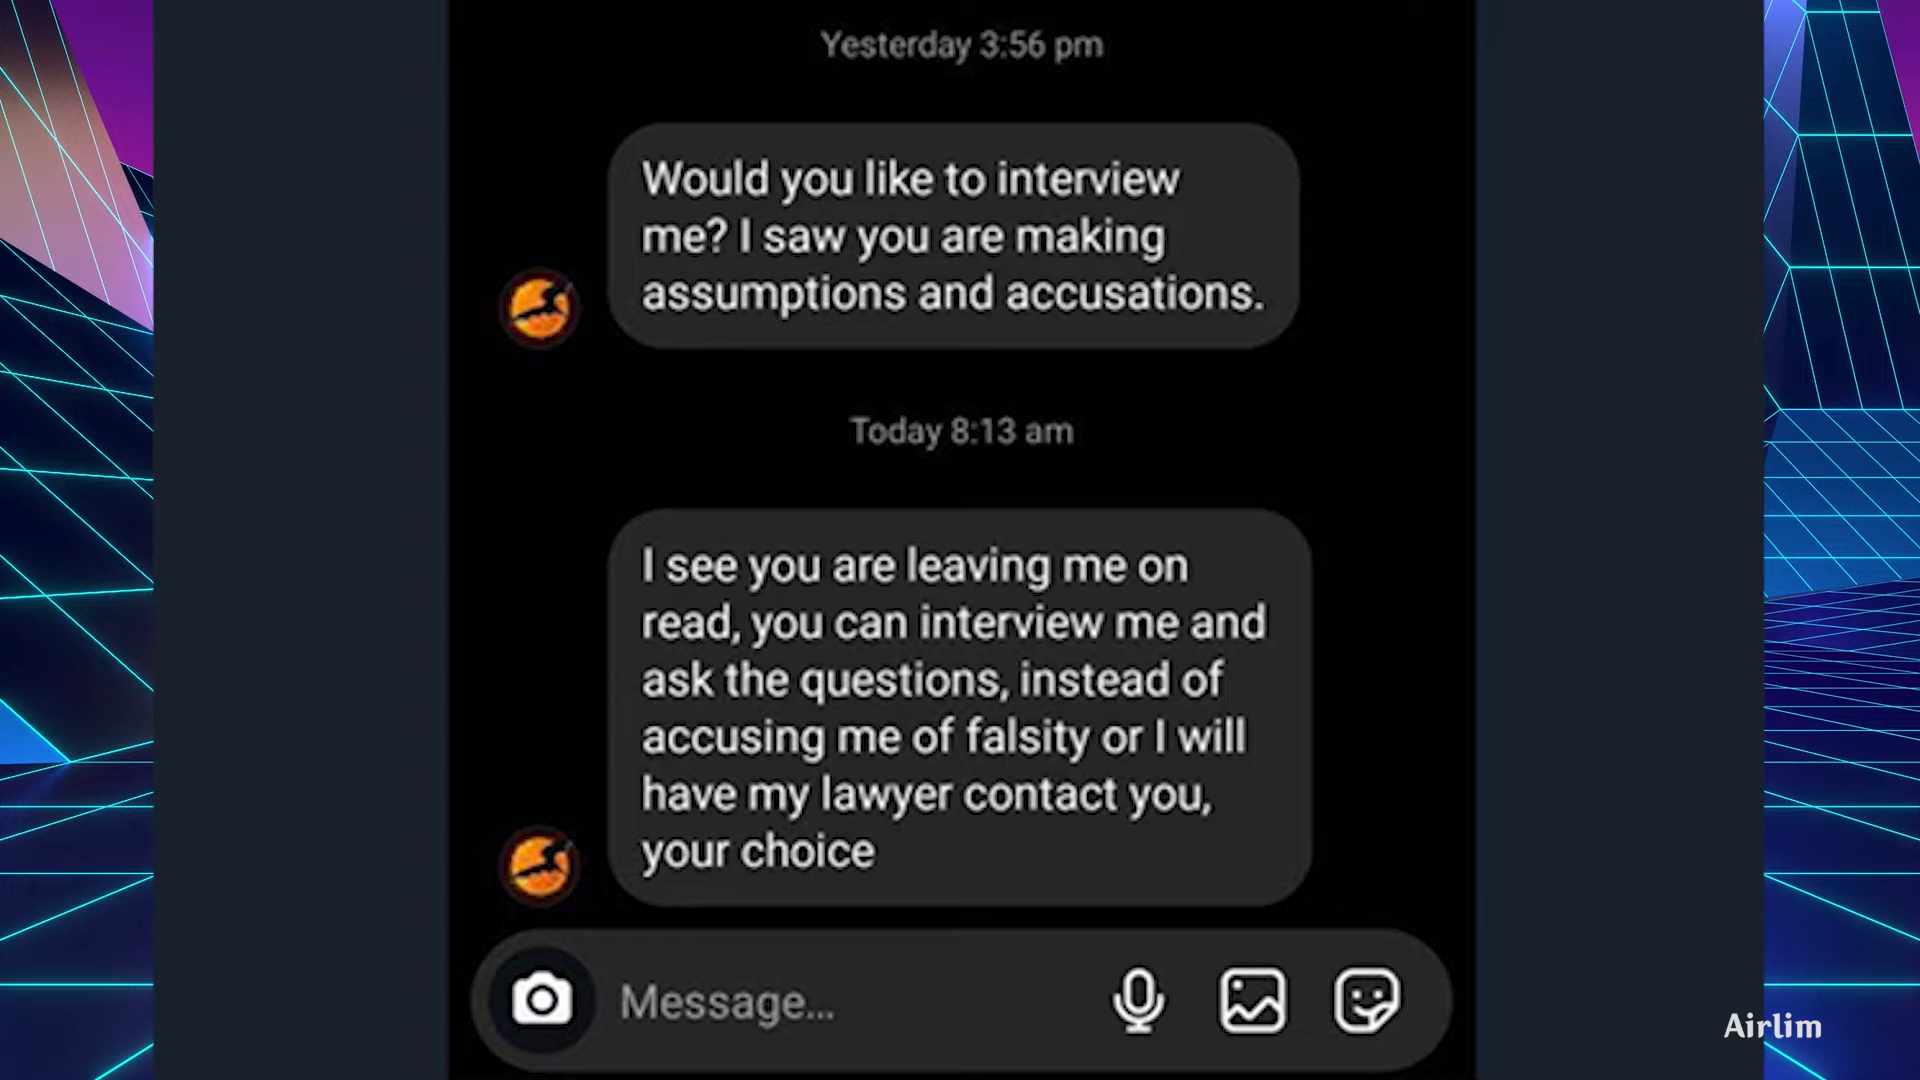 Yesterday 3:56 pm
Would you like to interview
me? I saw you are making
assumptions and accusations.
Today 8:13 am
I see you are leaving me on
read, you can interview me and
ask the questions, instead of
accusing me of falsity or I will
have my lawyer contact you,
your choice
Message...
Airlim